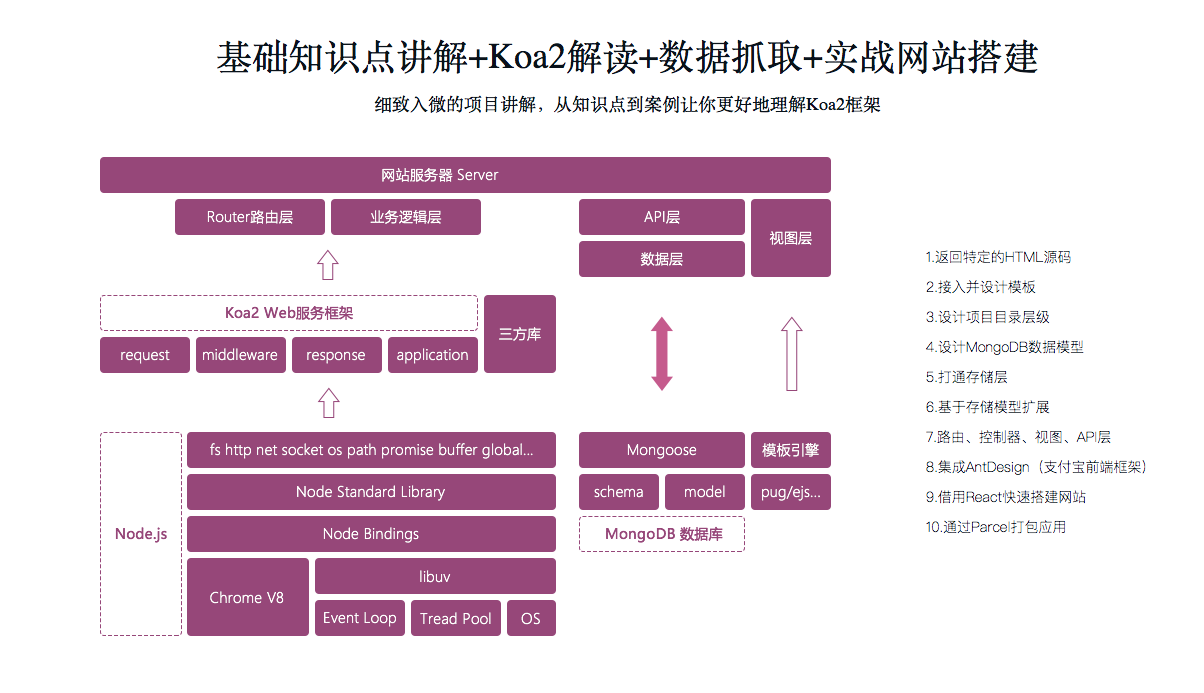 基础知识点讲解+Koa2解读+数据抓取+实战网站搭建
细致入微的项目讲解，从知识点到案例让你更好地理解Koa2框架
网站服务器 Server
Router路由层
业务逻辑层
API层
视图层
数据层
Koa2 Web服务框架
三方库
request
middleware
response
application
Node.js
fs http net socket os path promise buffer global...
Node Standard Library
Node Bindings
Chrome V8
libuv
Event Loop
Tread Pool
OS
Mongoose
模板引擎
schema
model
pug/ejs...
MongoDB 数据库
1.返回特定的HTML源码
2.接入并设计模板
3.设计项目目录层级
4.设计MongoDB数据模型
5.打通存储层
6.基于存储模型扩展
7.路由、控制器、视图、API层
8.集成AntDesign（支付宝前端框架）
9.借用React快速搭建网站
10.通过Parcel打包应用